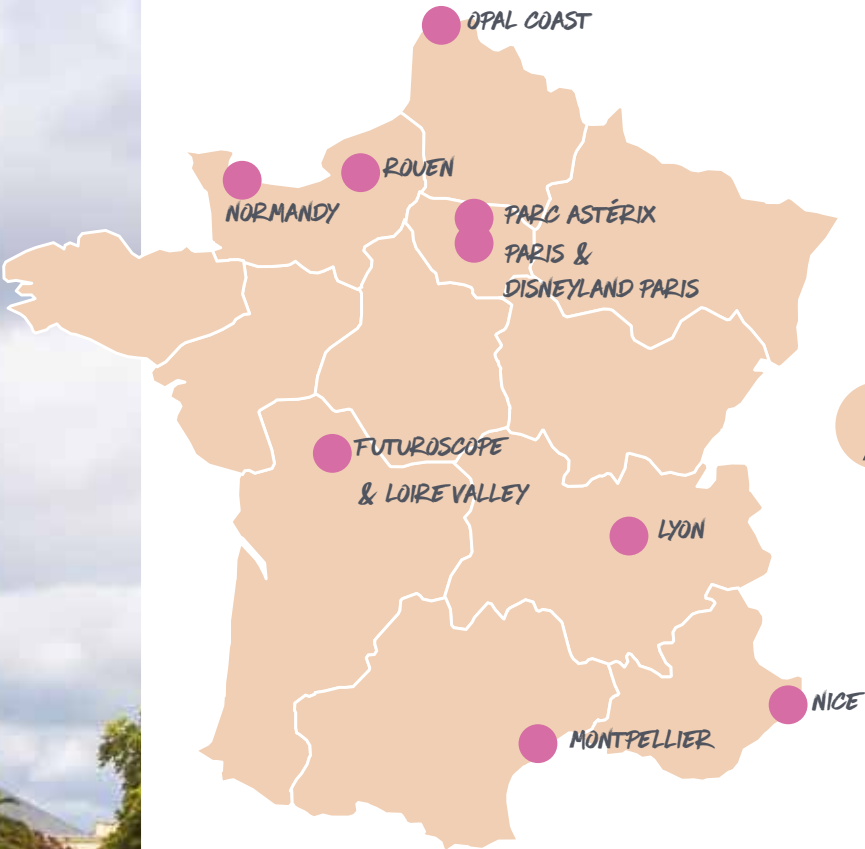 OPAL COAST
ROUEN
NORMANDY
PARC ASTÉRIX
PARIS &
DISNEYLAND PARIS
FUTUROSCOPE
& LOIRE VALLEY
LYON
NICE
MONTPELLIER